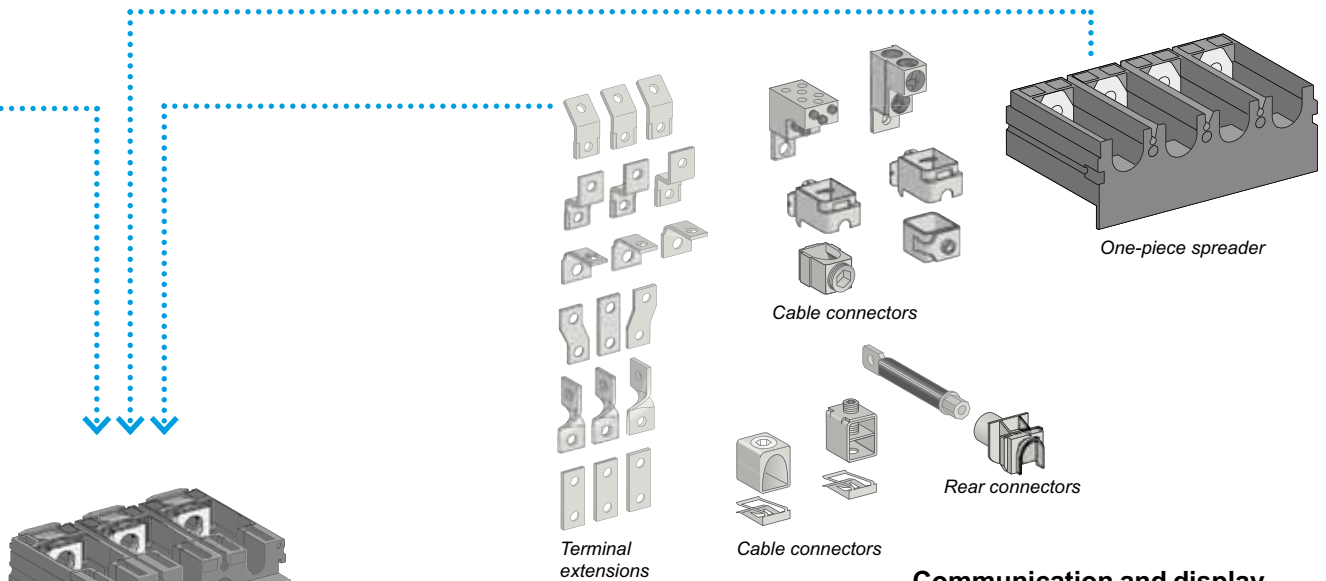 One-piece spreader
Cable connectors
Rear connectors
Terminal
extensions
Cable connectors
Communication and display